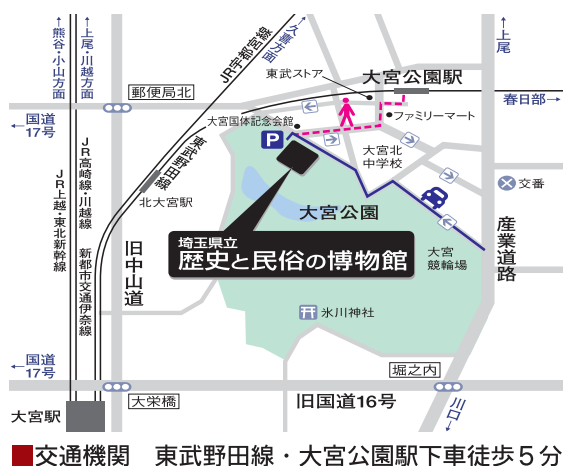 熊谷・小山方面
上尾・川越方面
JR宇都宮線
久喜方面
上尾
東武ストア
大宮公園駅
郵便局北
春日部
国道
17号
大宮国体記念会館
ファミリーマート
P
大宮北
中学校
JR高崎線・川越線
東武野田線
北大宮駅
交番
大宮公園
JR上越・東北新幹線
新都市交通伊奈線
旧中山道
埼玉県立
歴史と民俗の博物館
大宮
競輪場
産業道路
氷川神社
国道
17号
堀之内
大栄橋
旧国道16号
川口
大宮駅
■交通機関 東武野田線・大宮公園駅下車徒歩5分